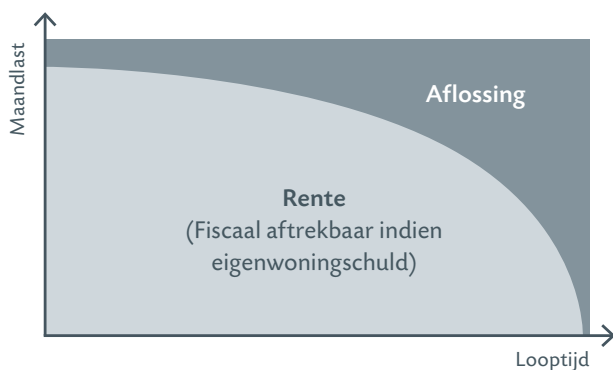 Maandlast
Aflossing
Rente
(Fiscaal aftrekbaar indien
eigenwoningschuld)
Looptijd